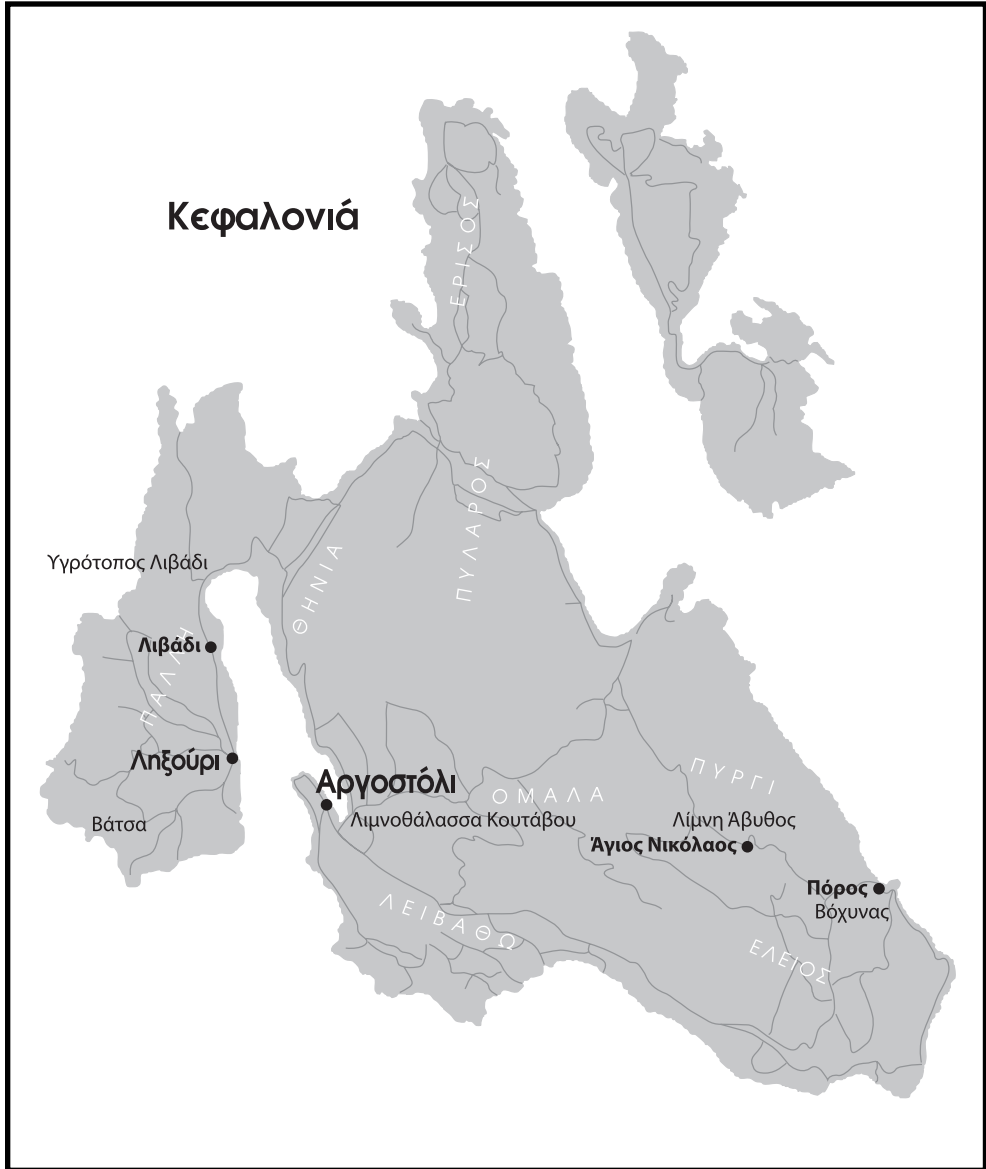 Κεφαλονιά
ΕΡΙΣΟΣ
ΠΥΛΑΡΟΣ
Υγρότοπος Λιβάδι
ΘΗΝΙΑ
Λιβάδι
ΠΑΛΛΗ
Ληξούρι
Αργοστόλι
ΠΥΡΓΙ
ΟΜΑΛΑ
Βάτσα
Λιμνοθάλασσα Κουτάβου
Λίμνη Άβυθος
Άγιος Νικόλαος
Πόρος
Βόχυνας
ΛΕΙΒΑΘΩ
ΕΛΕΙΟΣ